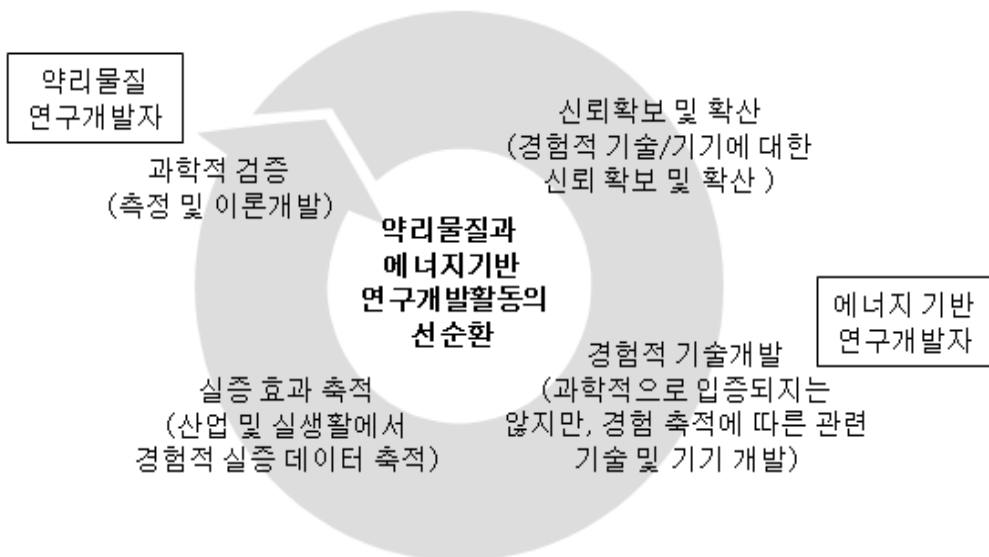 약리물질
연구개발자
신뢰확보 및 확산
(경험적 기술/기기에 대한
신뢰 확보 및 확산 )
과학적 검증
(측정 및 이론개발)
약리물질과
에너지기반
연구개발활동의
선순환
에너지 기반
연구개발자
경험적 기술개발
(과학적으로 입증되지는
않지만, 경험 축적에 따른 관련
기술 및 기기 개발)
실증 효과 축적
(산업 및 실생활에서
경험적 실증 데이터 축적)